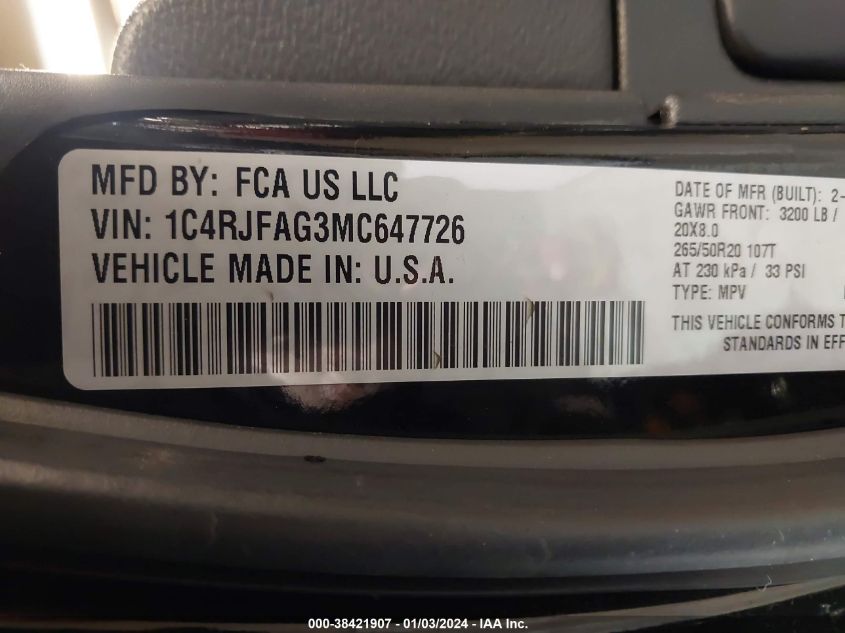 MFD BY: FCA US LLC
VIN: 1C4RJFAG3MC647726
VEHICLE MADE IN: U.S.A.
DATE OF MFR (BUILT): 2-
GAWR FRONT: 3200 LB /
20X8.0
265/50R20 107T
AT 230 kPa / 33 PSI
TYPE: MPV
THIS VEHICLE CONFORMS T
STANDARDS IN EFF
000-38421907 - 01/03/2024 - IAA Inc.